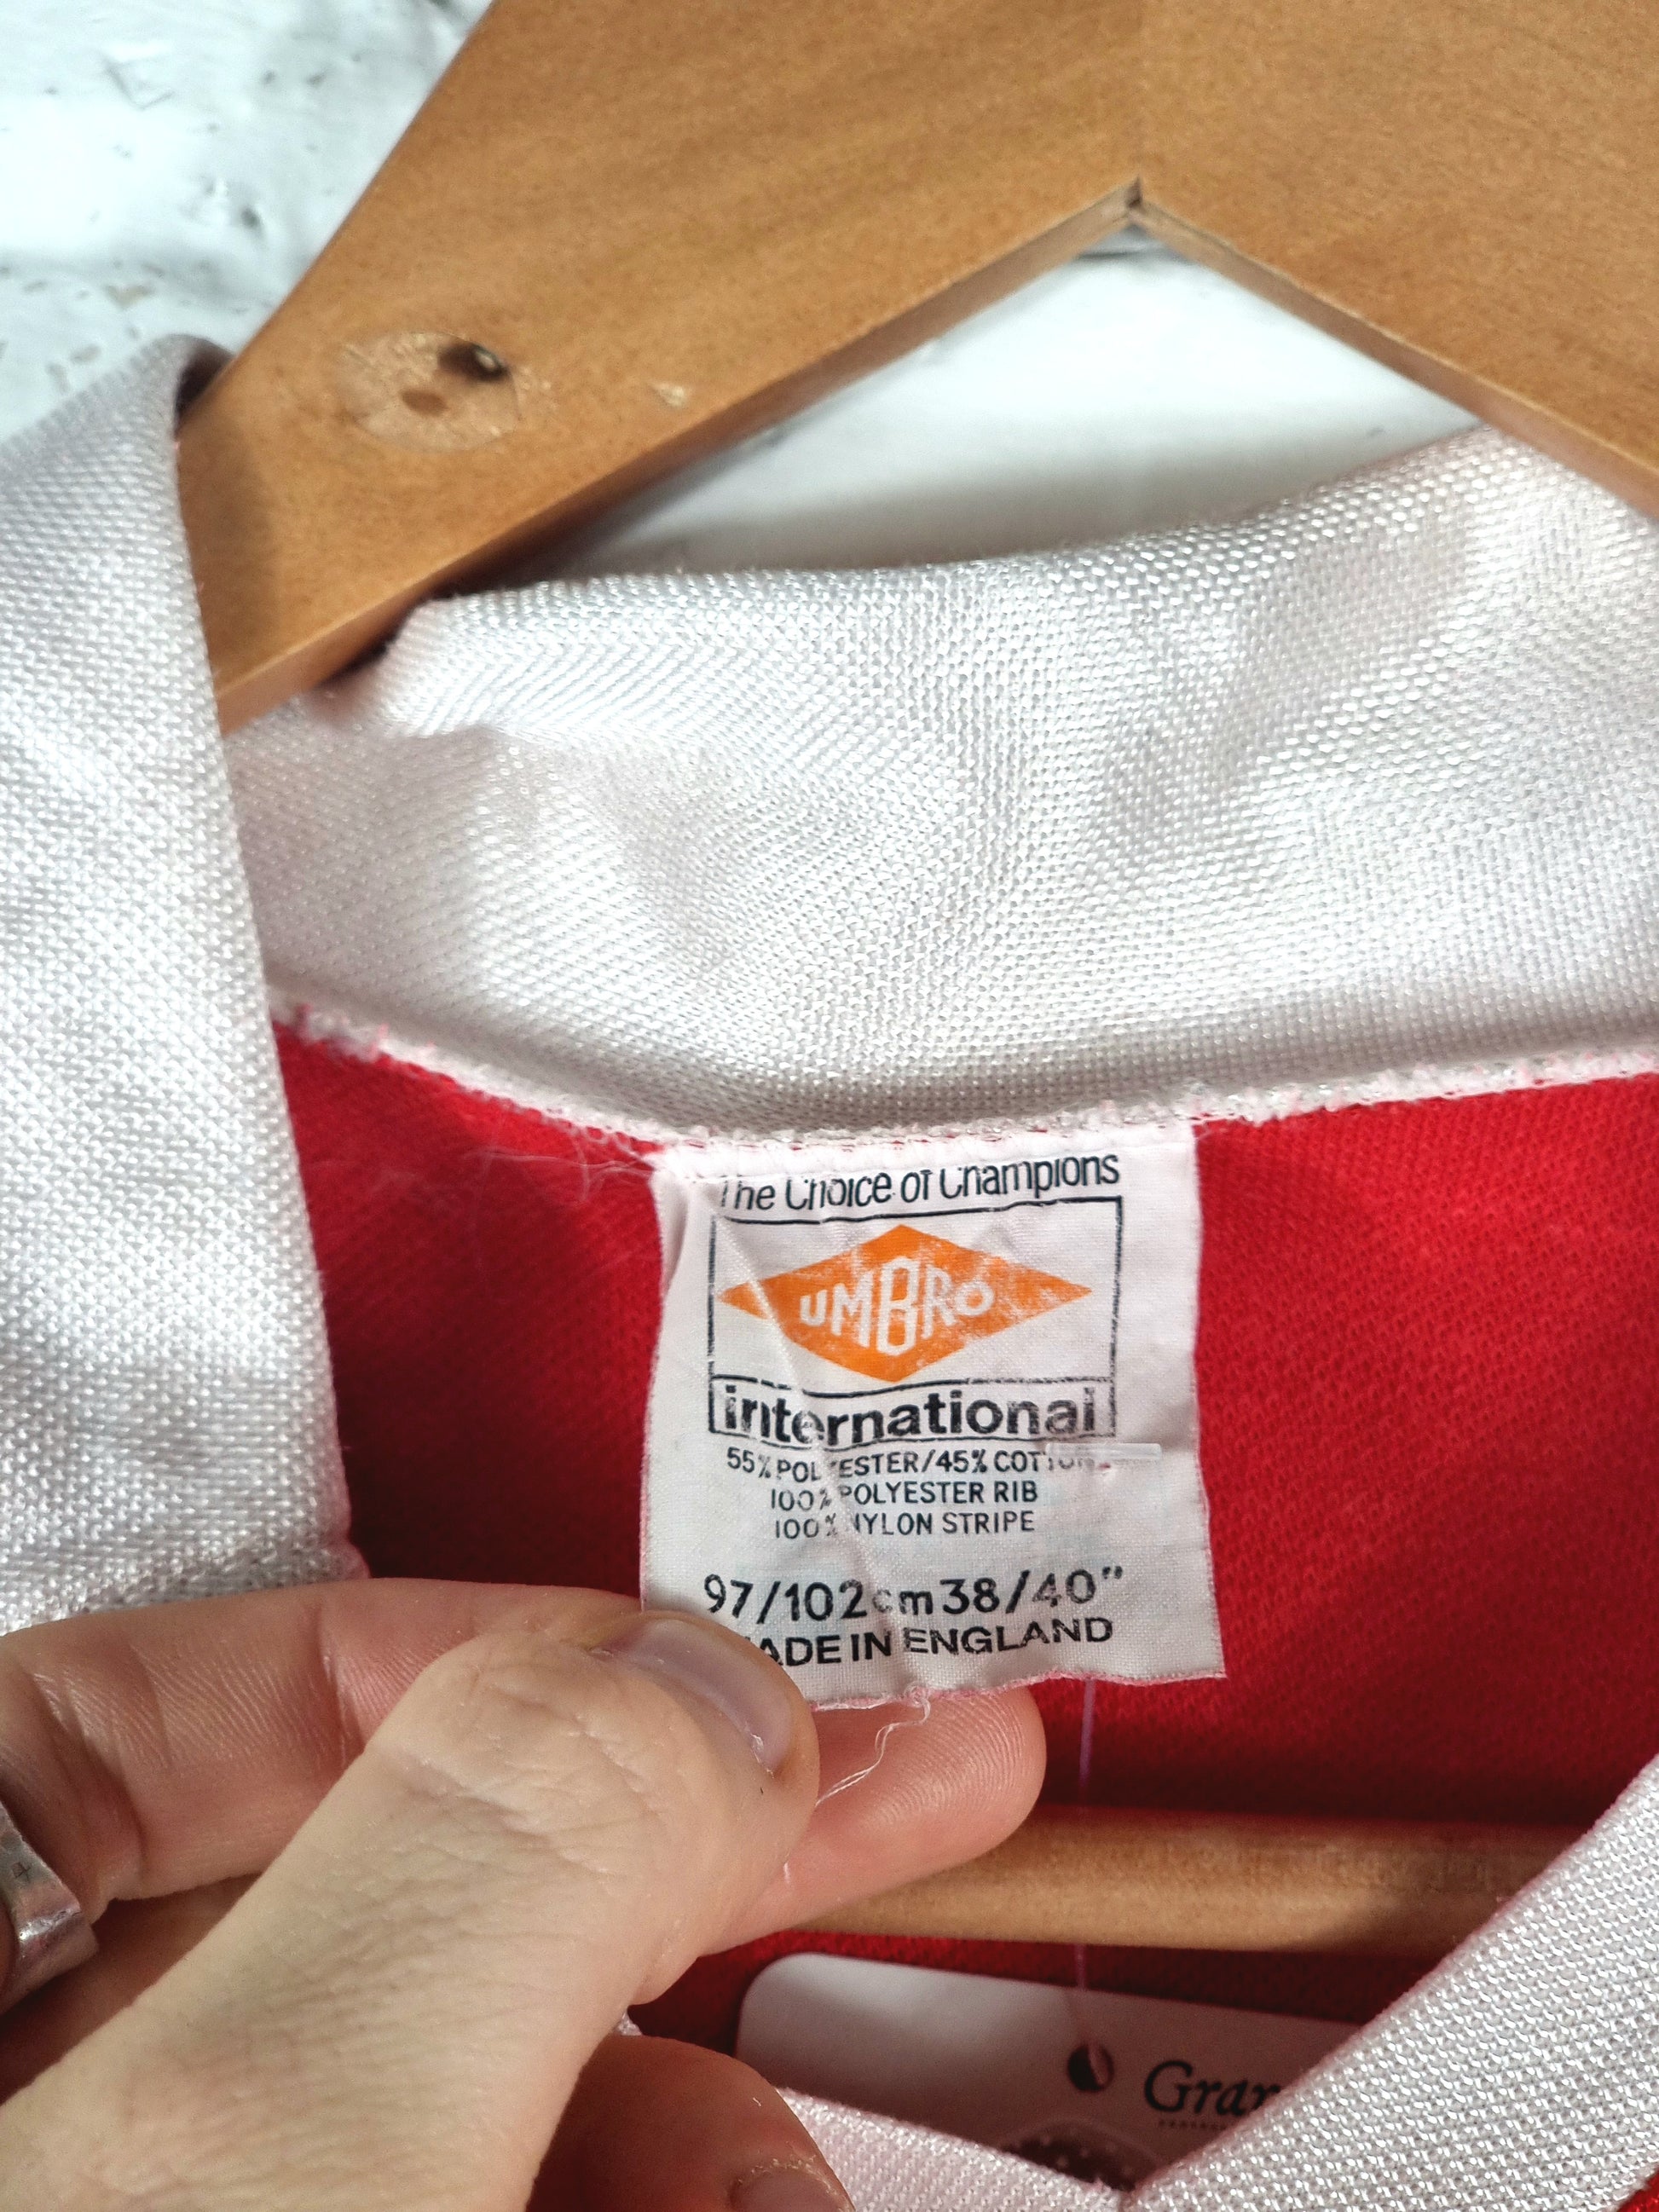 The Choice of Champions
UMBRO
international
55% POLYESTER/45% COTTON
100% POLYESTER RIB
100% NYLON STRIPE
97/102cm 38/40"
MADE IN ENGLAND